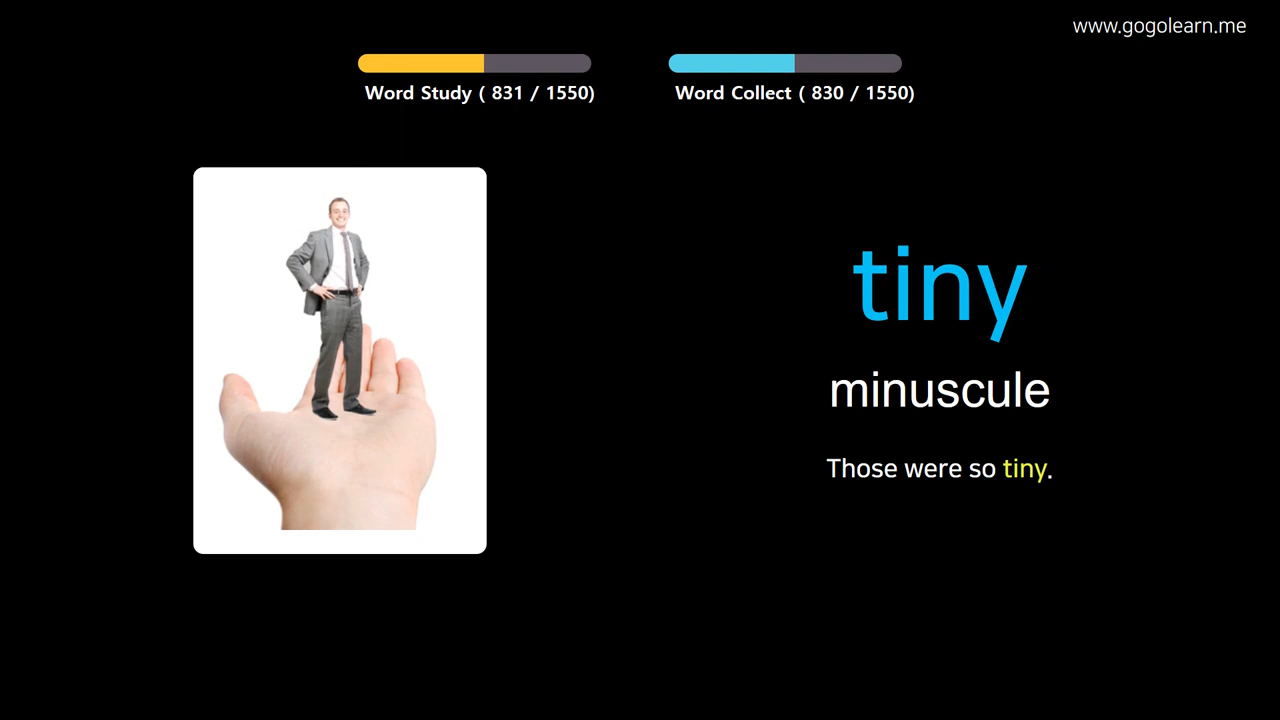 www.gogolearn.me
Word Study ( 831 / 1550)
Word Collect ( 830 / 1550)
tiny
minuscule
Those were so tiny.